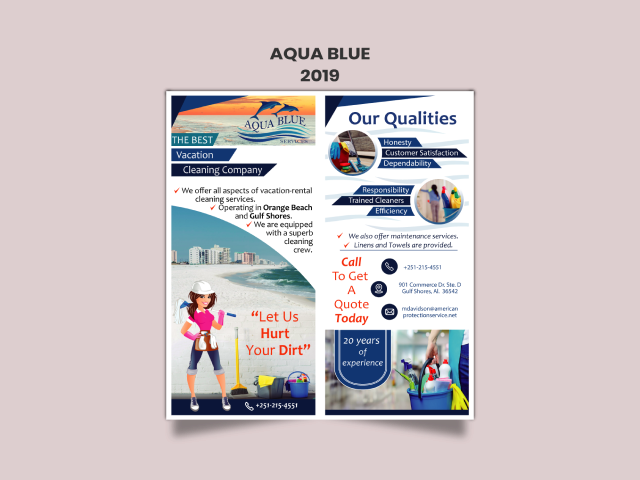 AQUA BLUE
2019
AQUA BLUE
SERVICES
THE BEST
Vacation
Cleaning Company
We offer all aspects of vacation-rental
cleaning services.
Operating in Orange Beach
and Gulf Shores.
We are equipped
with a superb
cleaning
crew.
“Let Us
Hurt
Your Dirt”
+251-215-4551
Our Qualities
Honesty
Customer Satisfaction
Dependability
Responsibility
Trained Cleaners
Efficiency
We also offer maintenance services.
Linens and Towels are provided.
Call
To Get
A
Quote
Today
+251-215-4551
901 Commerce Dr. Ste. D
Gulf Shores, Al. 36542
mdavidson@american
protectionservice.net
20 years
of
experience